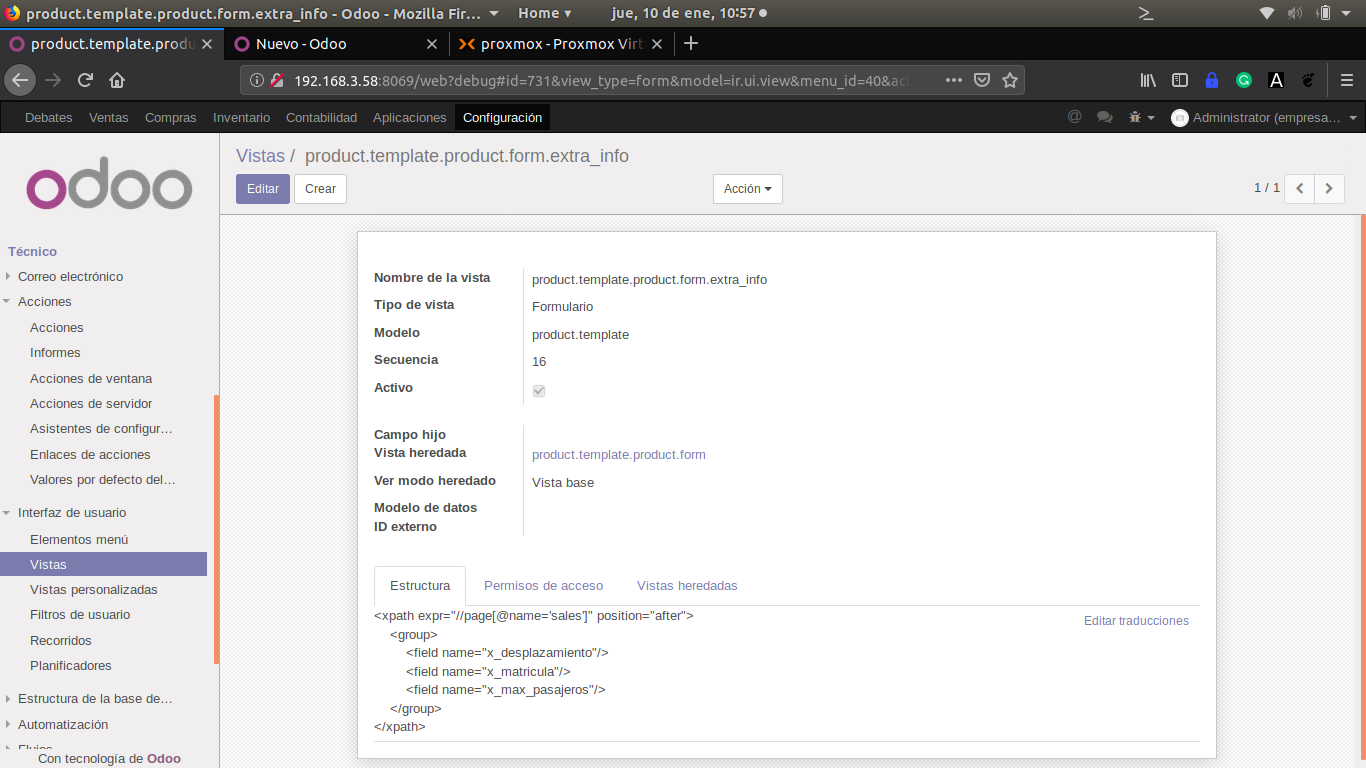 product.template.product.form.extra_info - Odoo - Mozilla Fir...
Home ▾
jue, 10 de ene, 10:57
product.template.produ
Nuevo - Odoo
proxmox - Proxmox Virt
192.168.3.58:8069/web?debug#id=731&view_type=form&model=ir.ui.view&menu_id=40&ac
Debates Ventas Compras Inventario Contabilidad Aplicaciones Configuración
Administrator (empresa...
odoo
Vistas / product.template.product.form.extra_info
Editar Crear
Acción
1 / 1
Técnico
Correo electrónico
Acciones
Acciones
Informes
Acciones de ventana
Acciones de servidor
Asistentes de configur...
Enlaces de acciones
Valores por defecto del...
Interfaz de usuario
Elementos menú
Vistas
Vistas personalizadas
Filtros de usuario
Recorridos
Planificadores
Estructura de la base de...
Automatización
Flujos
Con tecnología de Odoo
Nombre de la vista product.template.product.form.extra_info
Tipo de vista Formulario
Modelo product.template
Secuencia 16
Activo
Campo hijo
Vista heredada product.template.product.form
Ver modo heredado Vista base
Modelo de datos
ID externo
Estructura Permisos de acceso Vistas heredadas
Editar traducciones
<xpath expr="//page[@name='sales']" position="after">
<group>
<field name="x_desplazamiento"/>
<field name="x_matricula"/>
<field name="x_max_pasajeros"/>
</group>
</xpath>